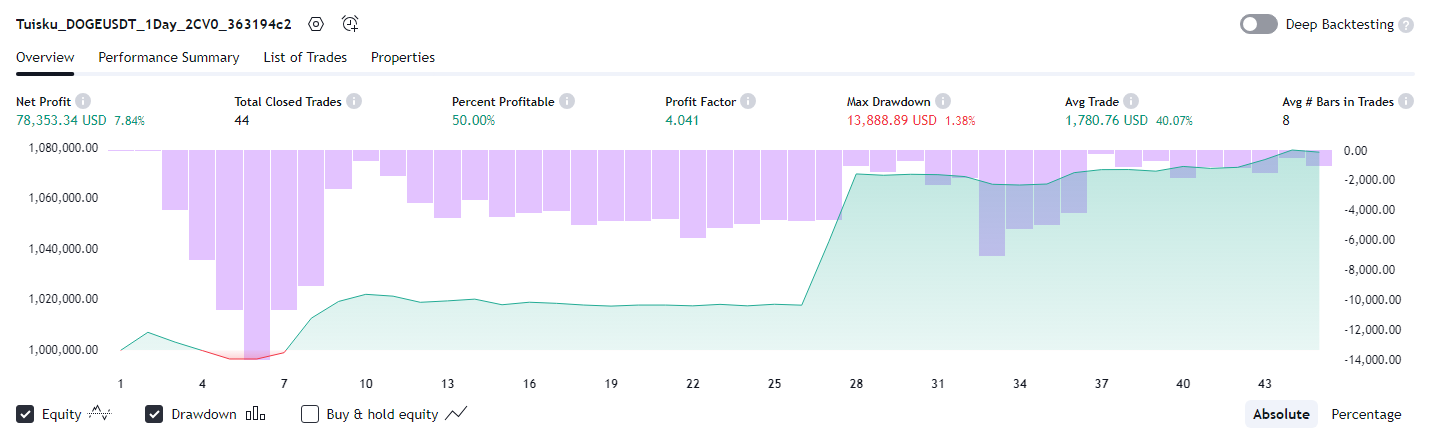 Tuisku_DOGEUSDT_1Day_2CV0_363194c2 Deep Backtesting ?
Overview Performance Summary List of Trades Properties
Net Profit Total Closed Trades Percent Profitable Profit Factor Max Drawdown Avg Trade Avg # Bars in Trades
78,353.34 USD 7.84% 44 50.00% 4.041 13,888.89 USD 1.38% 1,780.76 USD 40.07% 8
1,080,000.00 0.00
-2,000.00
1,060,000.00 -4,000.00
-6,000.00
1,040,000.00
-8,000.00
1,020,000.00 -10,000.00
-12,000.00
1,000,000.00
-14,000.00
1 4 7 10 13 16 19 22 25 28 31 34 37 40 43
Equity Drawdown Buy & hold equity Absolute Percentage